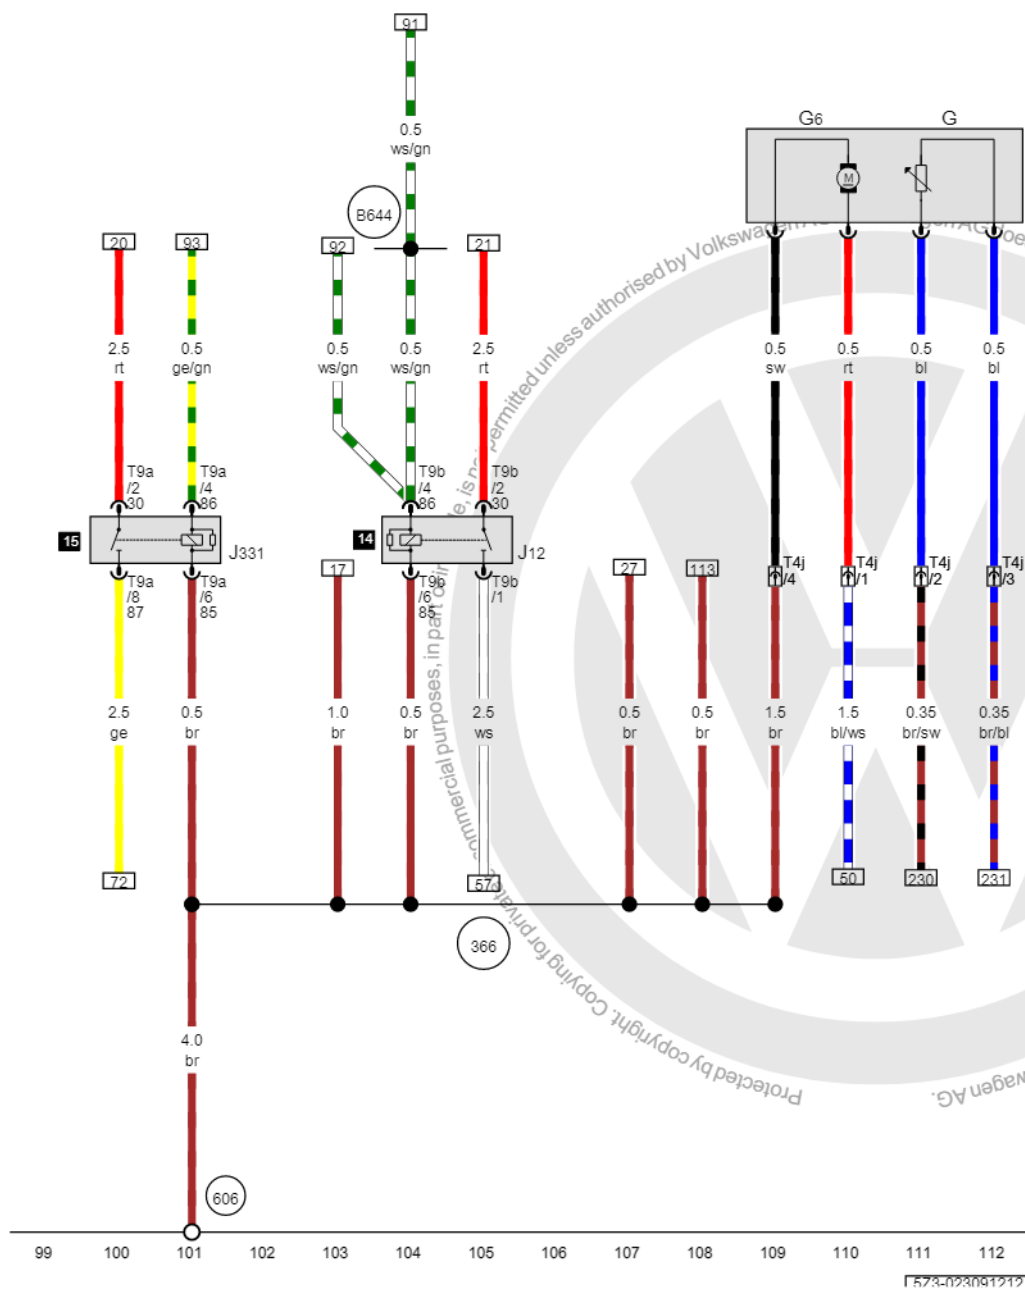 91
0.5
ws/gn
G6
G
B644
20
93
92
21
2.5
rt
0.5
ge/gn
0.5
ws/gn
0.5
ws/gn
2.5
rt
0.5
sw
0.5
rt
0.5
bl
0.5
bl
M
T9a
/2
30
T9a
/4
86
T9b
/4
86
T9b
/2
30
15
J331
14
J12
T9a
/8
87
T9a
/6
85
17
T9b
/6
85
T9b
/1
27
113
T4j
/4
T4j
/1
T4j
/2
T4j
/3
2.5
ge
0.5
br
1.0
br
0.5
br
2.5
ws
0.5
br
0.5
br
1.5
br
1.5
bl/ws
0.35
br/sw
0.35
br/bl
72
57
50
230
231
366
4.0
br
606
99 100 101 102 103 104 105 106 107 108 109 110 111 112
573-023091212
Protected by copyright. Copying for private commercial purposes, in part permitted unless authorised by Volkswagen AG
AG.